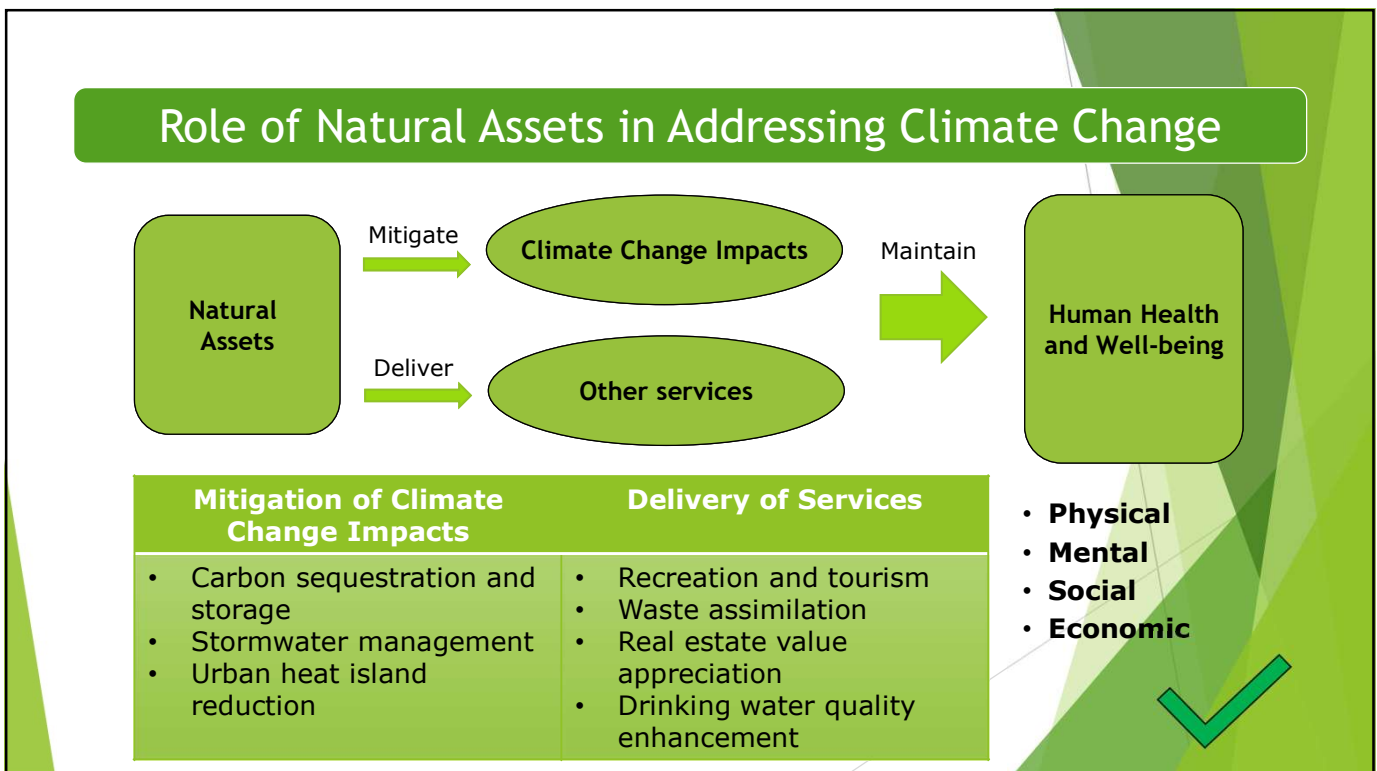 Role of Natural Assets in Addressing Climate Change
Natural
Assets
Mitigate
Deliver
Climate Change Impacts
Other services
Maintain
Human Health
and Well-being
Mitigation of Climate
Change Impacts
• Carbon sequestration and
storage
• Stormwater management
• Urban heat island
reduction
Delivery of Services
• Recreation and tourism
• Waste assimilation
• Real estate value
appreciation
• Drinking water quality
enhancement
• Physical
• Mental
• Social
• Economic